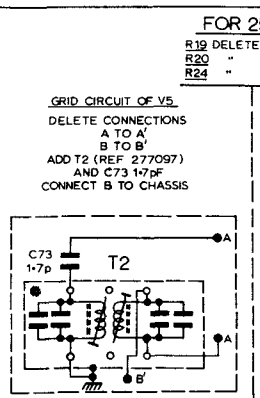 FOR 2
R19 DELETE
R20 "
R24 "
GRID CIRCUIT OF V5
DELETE CONNECTIONS
A TO A'
B TO B'
ADD T2 (REF 277097)
AND C73 1·7pF
CONNECT B TO CHASSIS
A
C73
1·7p
T2
A
B'